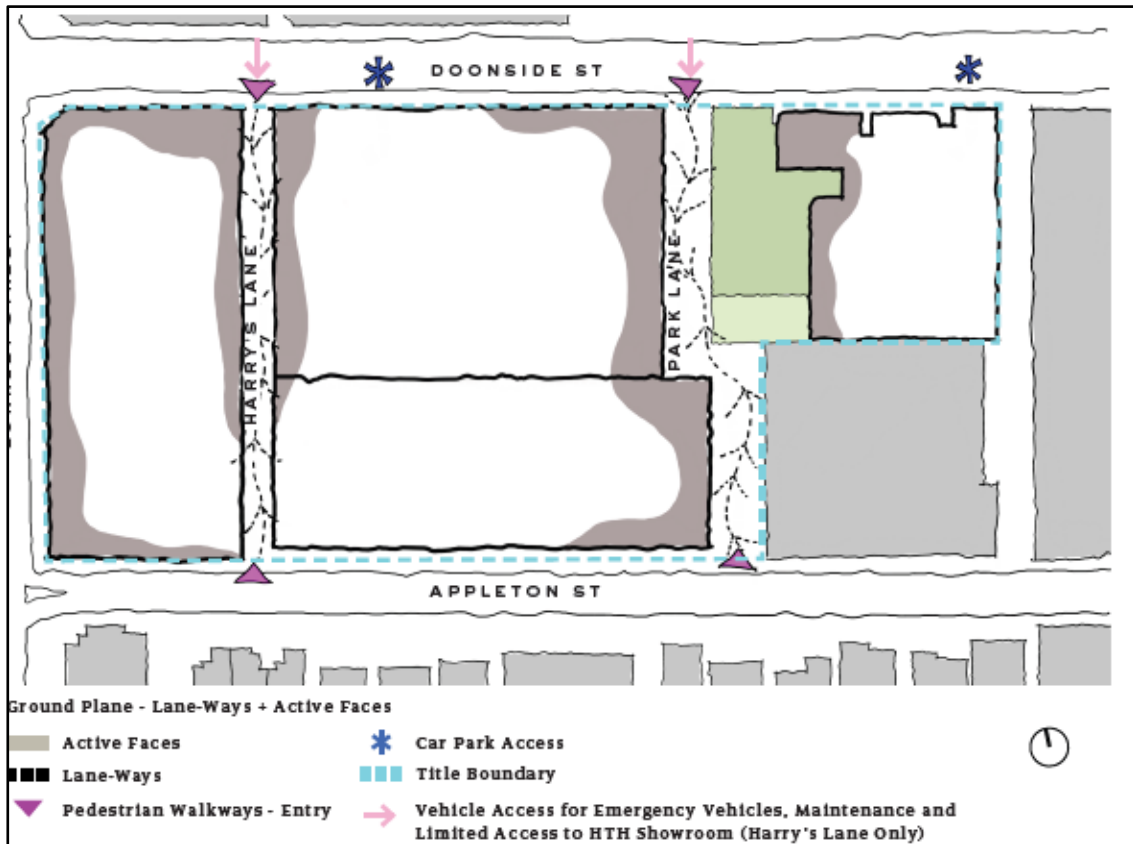 DOONSIDE ST
HARRY'S LANE
PARK LANE
APPLETON ST
Ground Plane - Lane-Ways + Active Faces
Active Faces
Car Park Access
Lane-Ways
Title Boundary
Pedestrian Walkways - Entry
Vehicle Access for Emergency Vehicles, Maintenance and
Limited Access to HTH Showroom (Harry's Lane Only)